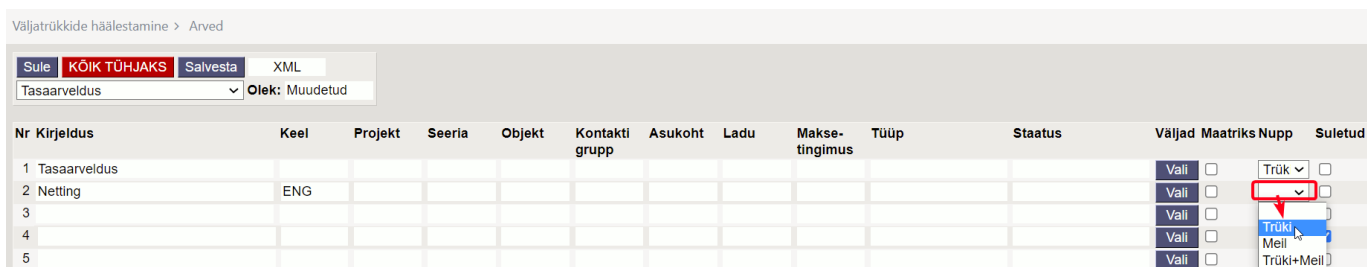 Väljatrükkide häälestamine > Arved
Sule KÕIK TÜHJAKS Salvesta XML
Tasaarveldus Olek: Muudetud
Nr Kirjeldus Keel Projekt Seeria Objekt Kontakti grupp Asukoht Ladu Makse-tingimus Tüüp Staatus Väljad Maatriks Nupp Suletud
1 Tasaarveldus Vali Trük
2 Netting ENG Vali
3 Vali
Trüki
4 Vali
Meil
5 Vali Trüki+Meil